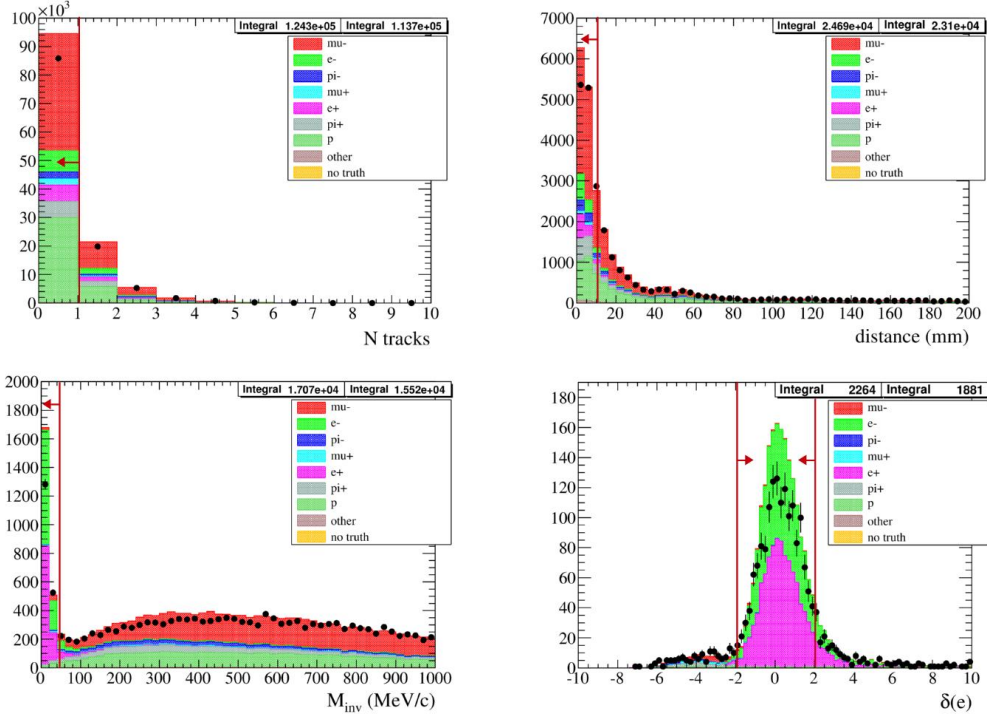 100
×10³
Integral 1.243e+05 Integral 1.137e+05
mu-
e-
pi-
mu+
e+
pi+
p
other
no truth
90
80
70
60
50
40
30
20
10
0
0 1 2 3 4 5 6 7 8 9 10
N tracks
7000
Integral 2.469e+04 Integral 2.31e+04
mu-
e-
pi-
mu+
e+
pi+
p
other
no truth
6000
5000
4000
3000
2000
1000
0
0 20 40 60 80 100 120 140 160 180 200
distance (mm)
2000
Integral 1.707e+04 Integral 1.552e+04
mu-
e-
pi-
mu+
e+
pi+
p
other
no truth
1800
1600
1400
1200
1000
800
600
400
200
0
0 100 200 300 400 500 600 700 800 900 1000
M_inv (MeV/c)
Integral 2264 Integral 1881
mu-
e-
pi-
mu+
e+
pi+
p
other
no truth
180
160
140
120
100
80
60
40
20
0
-10 -8 -6 -4 -2 0 2 4 6 8 10
δ(e)